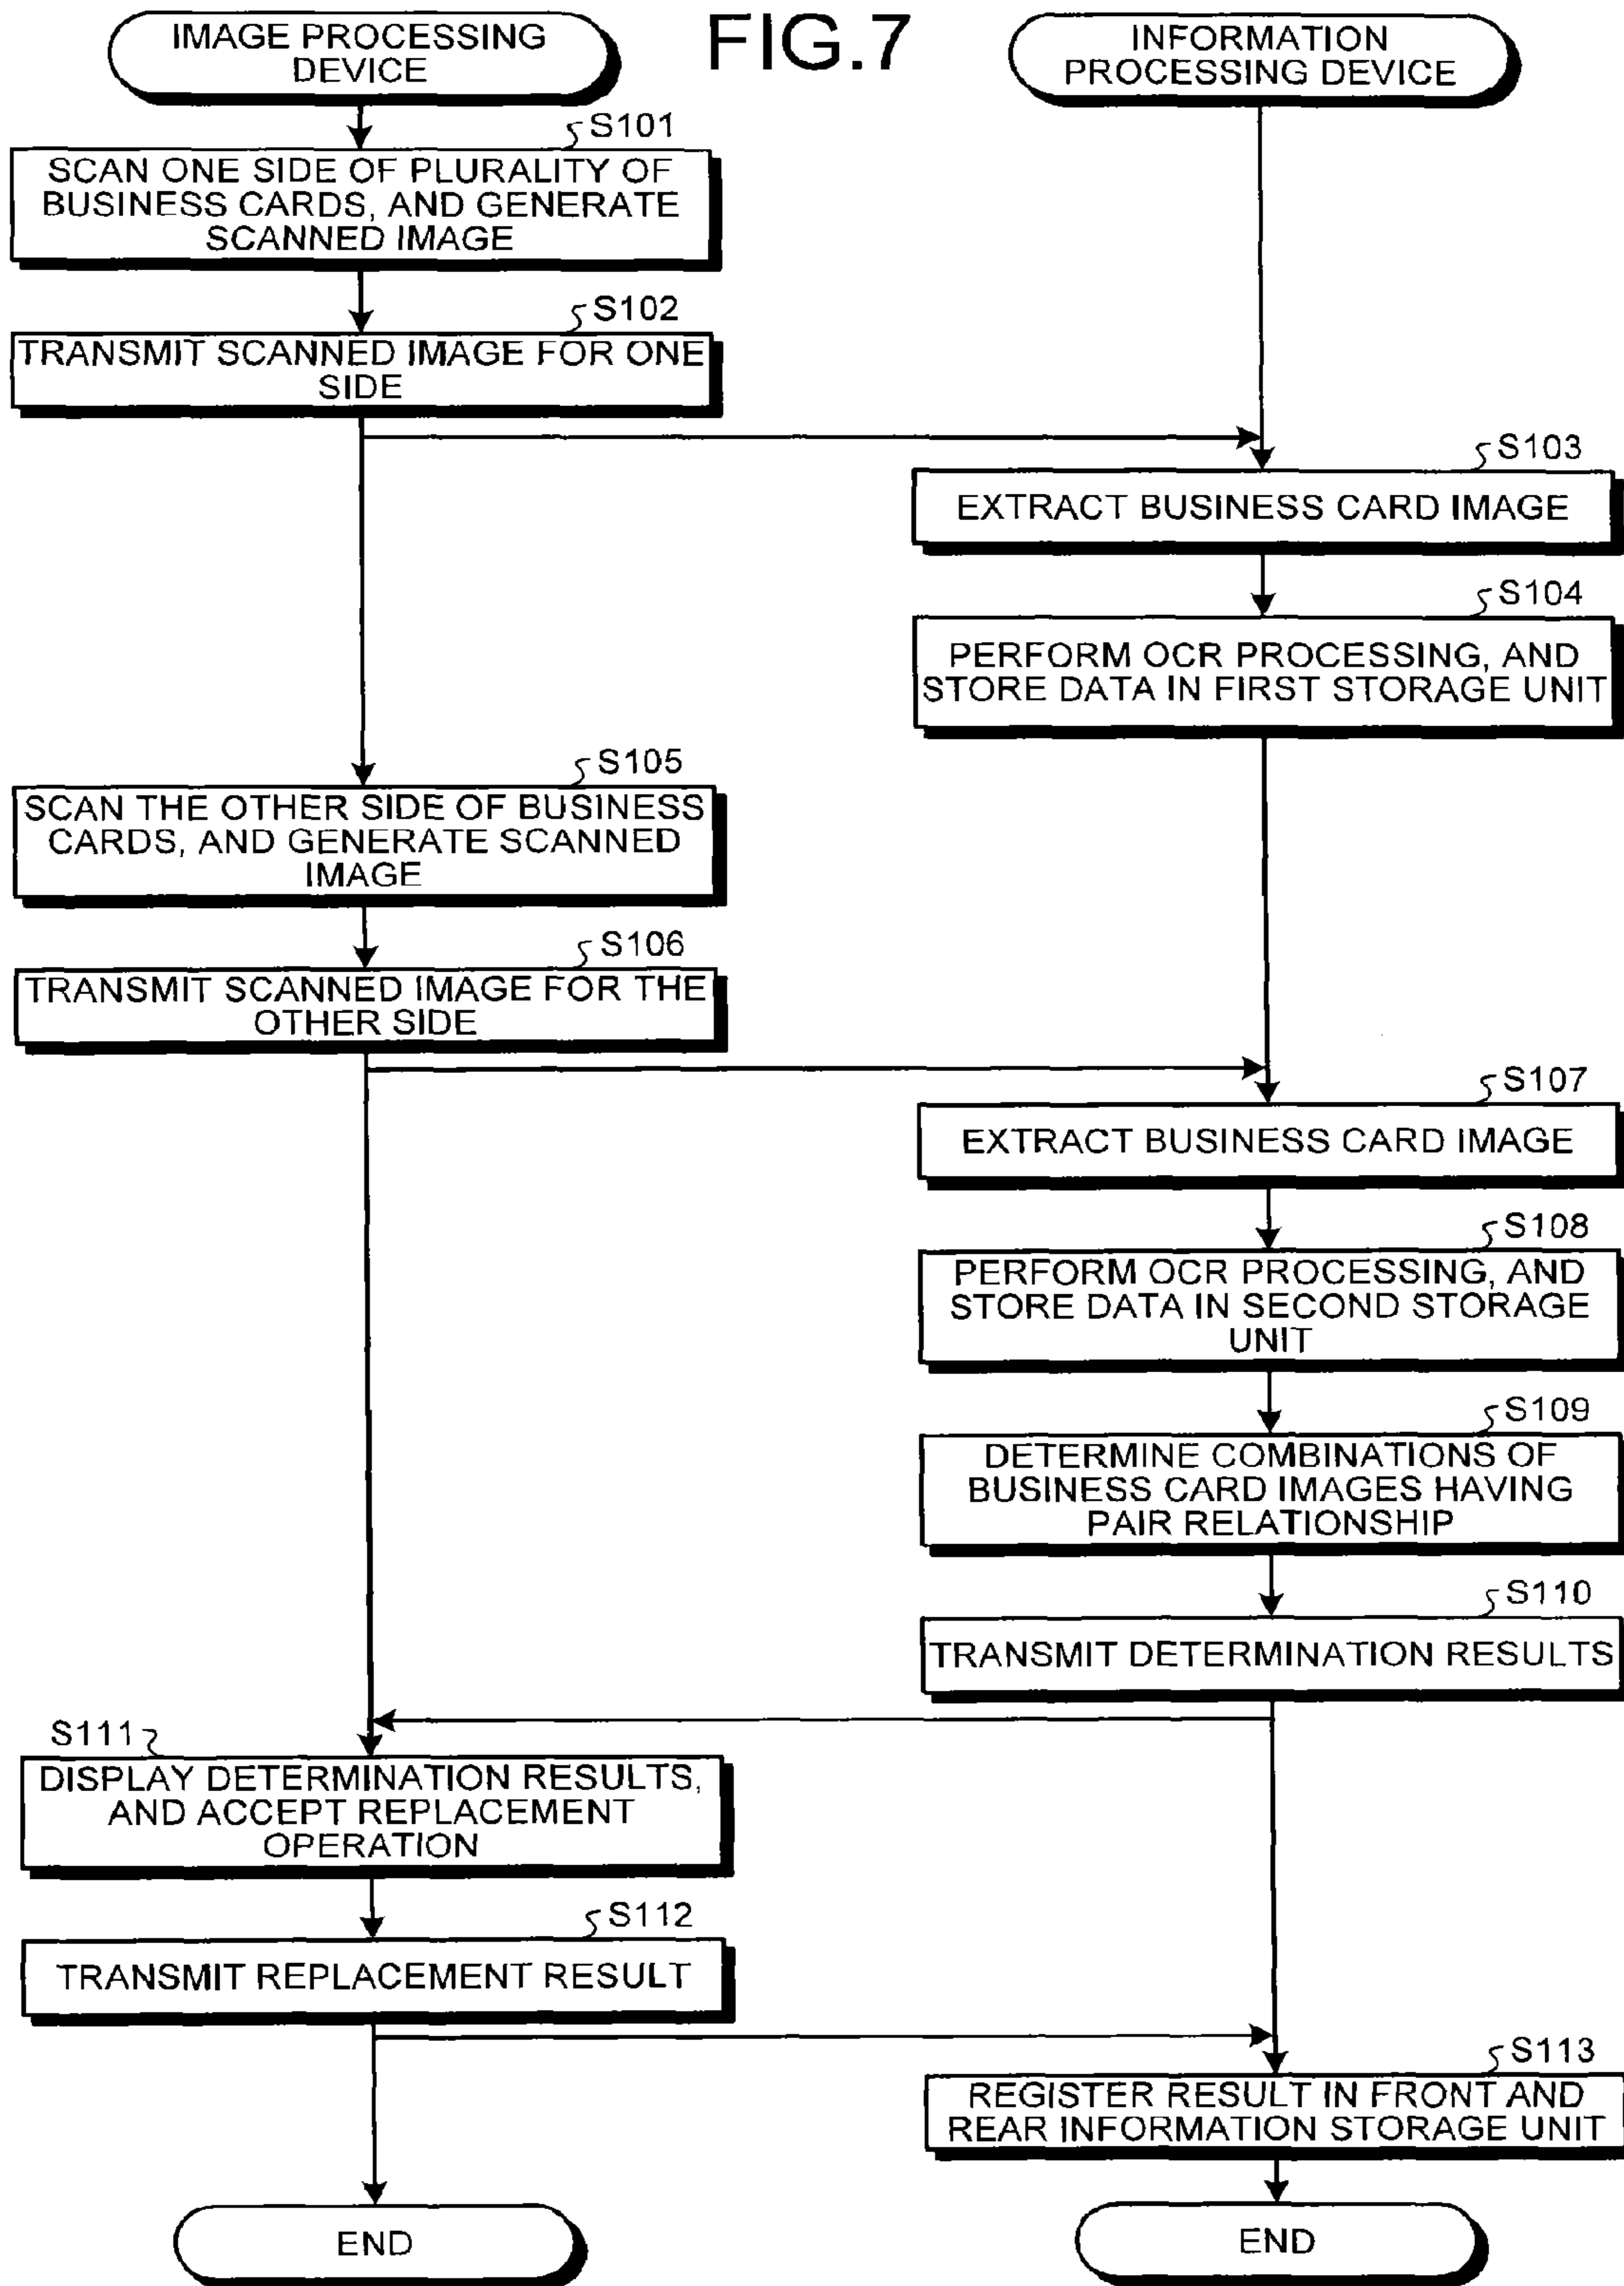 FIG.7
IMAGE PROCESSING
DEVICE
INFORMATION
PROCESSING DEVICE
S101
SCAN ONE SIDE OF PLURALITY OF
BUSINESS CARDS, AND GENERATE
SCANNED IMAGE
S102
TRANSMIT SCANNED IMAGE FOR ONE
SIDE
S103
EXTRACT BUSINESS CARD IMAGE
S104
PERFORM OCR PROCESSING, AND
STORE DATA IN FIRST STORAGE UNIT
S105
SCAN THE OTHER SIDE OF BUSINESS
CARDS, AND GENERATE SCANNED
IMAGE
S106
TRANSMIT SCANNED IMAGE FOR THE
OTHER SIDE
S107
EXTRACT BUSINESS CARD IMAGE
S108
PERFORM OCR PROCESSING, AND
STORE DATA IN SECOND STORAGE
UNIT
S109
DETERMINE COMBINATIONS OF
BUSINESS CARD IMAGES HAVING
PAIR RELATIONSHIP
S110
TRANSMIT DETERMINATION RESULTS
S111
DISPLAY DETERMINATION RESULTS,
AND ACCEPT REPLACEMENT
OPERATION
S112
TRANSMIT REPLACEMENT RESULT
S113
REGISTER RESULT IN FRONT AND
REAR INFORMATION STORAGE UNIT
END
END